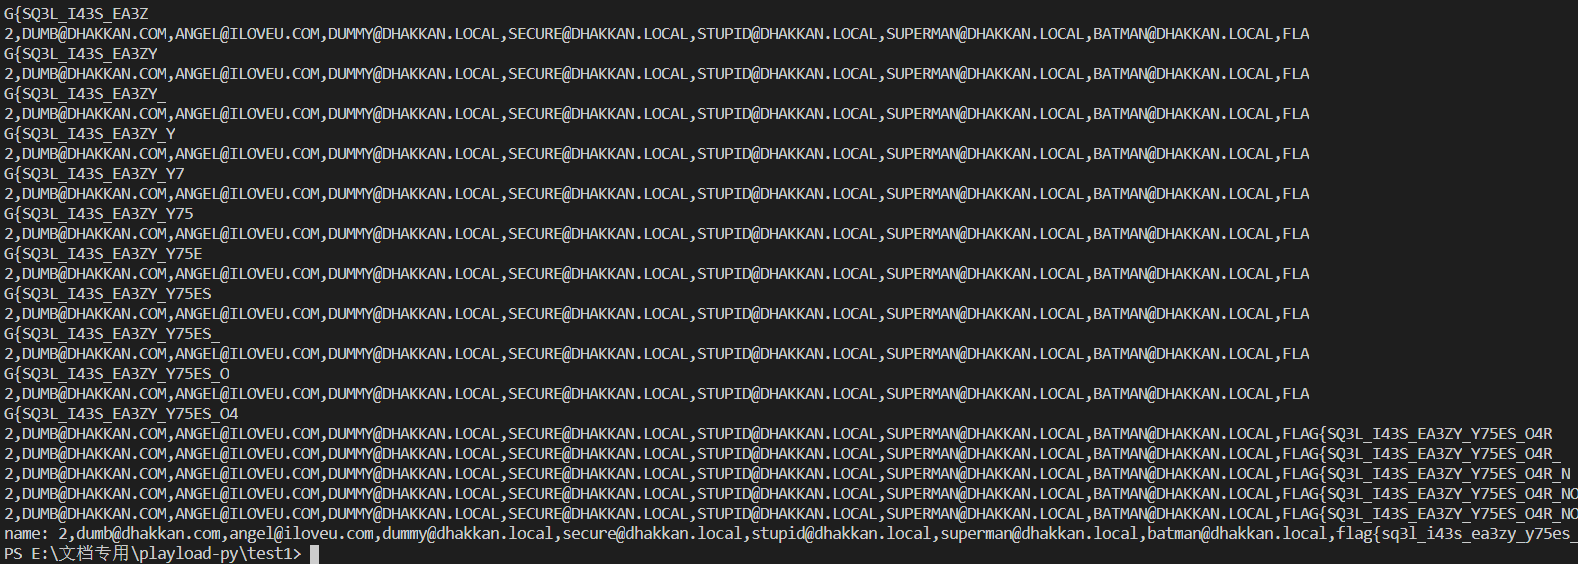 G{SQ3L_I43S_EA3Z
2,DUMB@DHAKKAN.COM,ANGEL@ILOVEU.COM,DUMMY@DHAKKAN.LOCAL,SECURE@DHAKKAN.LOCAL,STUPID@DHAKKAN.LOCAL,SUPERMAN@DHAKKAN.LOCAL,BATMAN@DHAKKAN.LOCAL,FLA
G{SQ3L_I43S_EA3ZY
2,DUMB@DHAKKAN.COM,ANGEL@ILOVEU.COM,DUMMY@DHAKKAN.LOCAL,SECURE@DHAKKAN.LOCAL,STUPID@DHAKKAN.LOCAL,SUPERMAN@DHAKKAN.LOCAL,BATMAN@DHAKKAN.LOCAL,FLA
G{SQ3L_I43S_EA3ZY_
2,DUMB@DHAKKAN.COM,ANGEL@ILOVEU.COM,DUMMY@DHAKKAN.LOCAL,SECURE@DHAKKAN.LOCAL,STUPID@DHAKKAN.LOCAL,SUPERMAN@DHAKKAN.LOCAL,BATMAN@DHAKKAN.LOCAL,FLA
G{SQ3L_I43S_EA3ZY_Y
2,DUMB@DHAKKAN.COM,ANGEL@ILOVEU.COM,DUMMY@DHAKKAN.LOCAL,SECURE@DHAKKAN.LOCAL,STUPID@DHAKKAN.LOCAL,SUPERMAN@DHAKKAN.LOCAL,BATMAN@DHAKKAN.LOCAL,FLA
G{SQ3L_I43S_EA3ZY_Y7
2,DUMB@DHAKKAN.COM,ANGEL@ILOVEU.COM,DUMMY@DHAKKAN.LOCAL,SECURE@DHAKKAN.LOCAL,STUPID@DHAKKAN.LOCAL,SUPERMAN@DHAKKAN.LOCAL,BATMAN@DHAKKAN.LOCAL,FLA
G{SQ3L_I43S_EA3ZY_Y75
2,DUMB@DHAKKAN.COM,ANGEL@ILOVEU.COM,DUMMY@DHAKKAN.LOCAL,SECURE@DHAKKAN.LOCAL,STUPID@DHAKKAN.LOCAL,SUPERMAN@DHAKKAN.LOCAL,BATMAN@DHAKKAN.LOCAL,FLA
G{SQ3L_I43S_EA3ZY_Y75E
2,DUMB@DHAKKAN.COM,ANGEL@ILOVEU.COM,DUMMY@DHAKKAN.LOCAL,SECURE@DHAKKAN.LOCAL,STUPID@DHAKKAN.LOCAL,SUPERMAN@DHAKKAN.LOCAL,BATMAN@DHAKKAN.LOCAL,FLA
G{SQ3L_I43S_EA3ZY_Y75ES
2,DUMB@DHAKKAN.COM,ANGEL@ILOVEU.COM,DUMMY@DHAKKAN.LOCAL,SECURE@DHAKKAN.LOCAL,STUPID@DHAKKAN.LOCAL,SUPERMAN@DHAKKAN.LOCAL,BATMAN@DHAKKAN.LOCAL,FLA
G{SQ3L_I43S_EA3ZY_Y75ES_
2,DUMB@DHAKKAN.COM,ANGEL@ILOVEU.COM,DUMMY@DHAKKAN.LOCAL,SECURE@DHAKKAN.LOCAL,STUPID@DHAKKAN.LOCAL,SUPERMAN@DHAKKAN.LOCAL,BATMAN@DHAKKAN.LOCAL,FLA
G{SQ3L_I43S_EA3ZY_Y75ES_O
2,DUMB@DHAKKAN.COM,ANGEL@ILOVEU.COM,DUMMY@DHAKKAN.LOCAL,SECURE@DHAKKAN.LOCAL,STUPID@DHAKKAN.LOCAL,SUPERMAN@DHAKKAN.LOCAL,BATMAN@DHAKKAN.LOCAL,FLA
G{SQ3L_I43S_EA3ZY_Y75ES_O4
2,DUMB@DHAKKAN.COM,ANGEL@ILOVEU.COM,DUMMY@DHAKKAN.LOCAL,SECURE@DHAKKAN.LOCAL,STUPID@DHAKKAN.LOCAL,SUPERMAN@DHAKKAN.LOCAL,BATMAN@DHAKKAN.LOCAL,FLAG{SQ3L_I43S_EA3ZY_Y75ES_O4R
2,DUMB@DHAKKAN.COM,ANGEL@ILOVEU.COM,DUMMY@DHAKKAN.LOCAL,SECURE@DHAKKAN.LOCAL,STUPID@DHAKKAN.LOCAL,SUPERMAN@DHAKKAN.LOCAL,BATMAN@DHAKKAN.LOCAL,FLAG{SQ3L_I43S_EA3ZY_Y75ES_O4R_
2,DUMB@DHAKKAN.COM,ANGEL@ILOVEU.COM,DUMMY@DHAKKAN.LOCAL,SECURE@DHAKKAN.LOCAL,STUPID@DHAKKAN.LOCAL,SUPERMAN@DHAKKAN.LOCAL,BATMAN@DHAKKAN.LOCAL,FLAG{SQ3L_I43S_EA3ZY_Y75ES_O4R_N
2,DUMB@DHAKKAN.COM,ANGEL@ILOVEU.COM,DUMMY@DHAKKAN.LOCAL,SECURE@DHAKKAN.LOCAL,STUPID@DHAKKAN.LOCAL,SUPERMAN@DHAKKAN.LOCAL,BATMAN@DHAKKAN.LOCAL,FLAG{SQ3L_I43S_EA3ZY_Y75ES_O4R_NO
2,DUMB@DHAKKAN.COM,ANGEL@ILOVEU.COM,DUMMY@DHAKKAN.LOCAL,SECURE@DHAKKAN.LOCAL,STUPID@DHAKKAN.LOCAL,SUPERMAN@DHAKKAN.LOCAL,BATMAN@DHAKKAN.LOCAL,FLAG{SQ3L_I43S_EA3ZY_Y75ES_O4R_NO
name: 2,dumb@dhakkan.com,angel@iloveu.com,dummy@dhakkan.local,secure@dhakkan.local,stupid@dhakkan.local,superman@dhakkan.local,batman@dhakkan.local,flag{sq3l_i43s_ea3zy_y75es_
PS E:\文档专用\playload-py\test1>